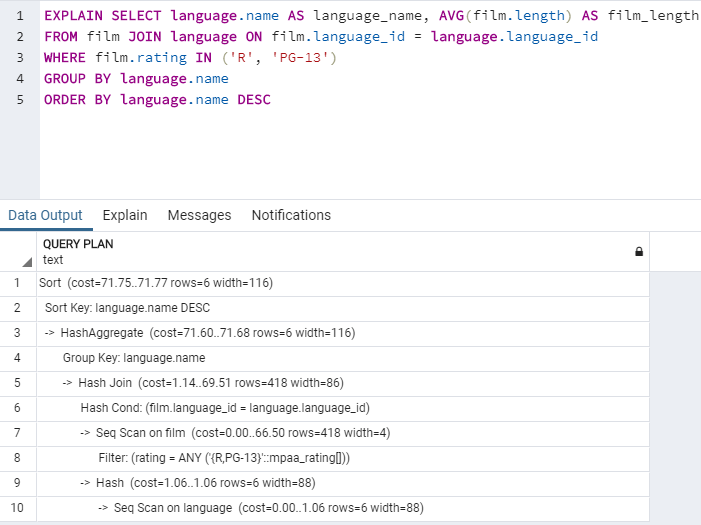 1 EXPLAIN SELECT language.name AS language_name, AVG(film.length) AS film_length
2 FROM film JOIN language ON film.language_id = language.language_id
3 WHERE film.rating IN ('R', 'PG-13')
4 GROUP BY language.name
5 ORDER BY language.name DESC
Data Output Explain Messages Notifications
QUERY PLAN
text
1 Sort (cost=71.75..71.77 rows=6 width=116)
2 Sort Key: language.name DESC
3 -> HashAggregate (cost=71.60..71.68 rows=6 width=116)
4 Group Key: language.name
5 -> Hash Join (cost=1.14..69.51 rows=418 width=86)
6 Hash Cond: (film.language_id = language.language_id)
7 -> Seq Scan on film (cost=0.00..66.50 rows=418 width=4)
8 Filter: (rating = ANY ('{R,PG-13}'::mpaa_rating[]))
9 -> Hash (cost=1.06..1.06 rows=6 width=88)
10 -> Seq Scan on language (cost=0.00..1.06 rows=6 width=88)